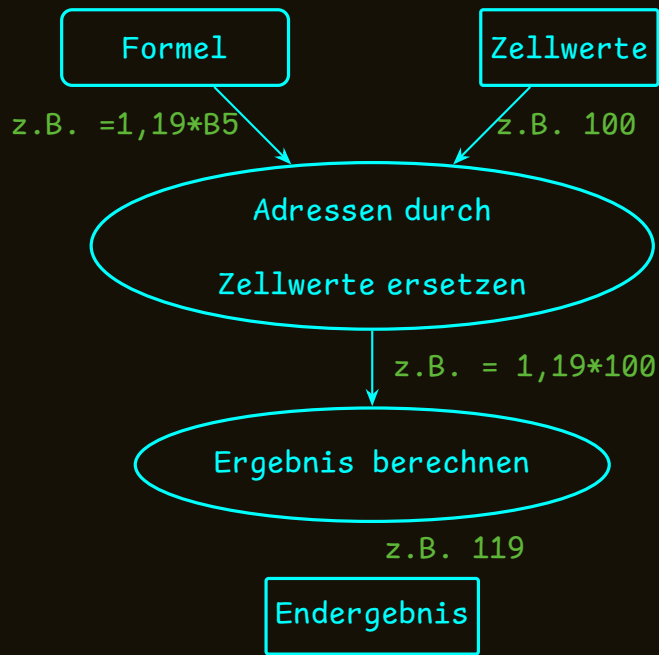 Formel
Zellwerte
z.B. =1,19*B5
z.B. 100
Adressen durch
Zellwerte ersetzen
z.B. = 1,19*100
Ergebnis berechnen
z.B. 119
Endergebnis